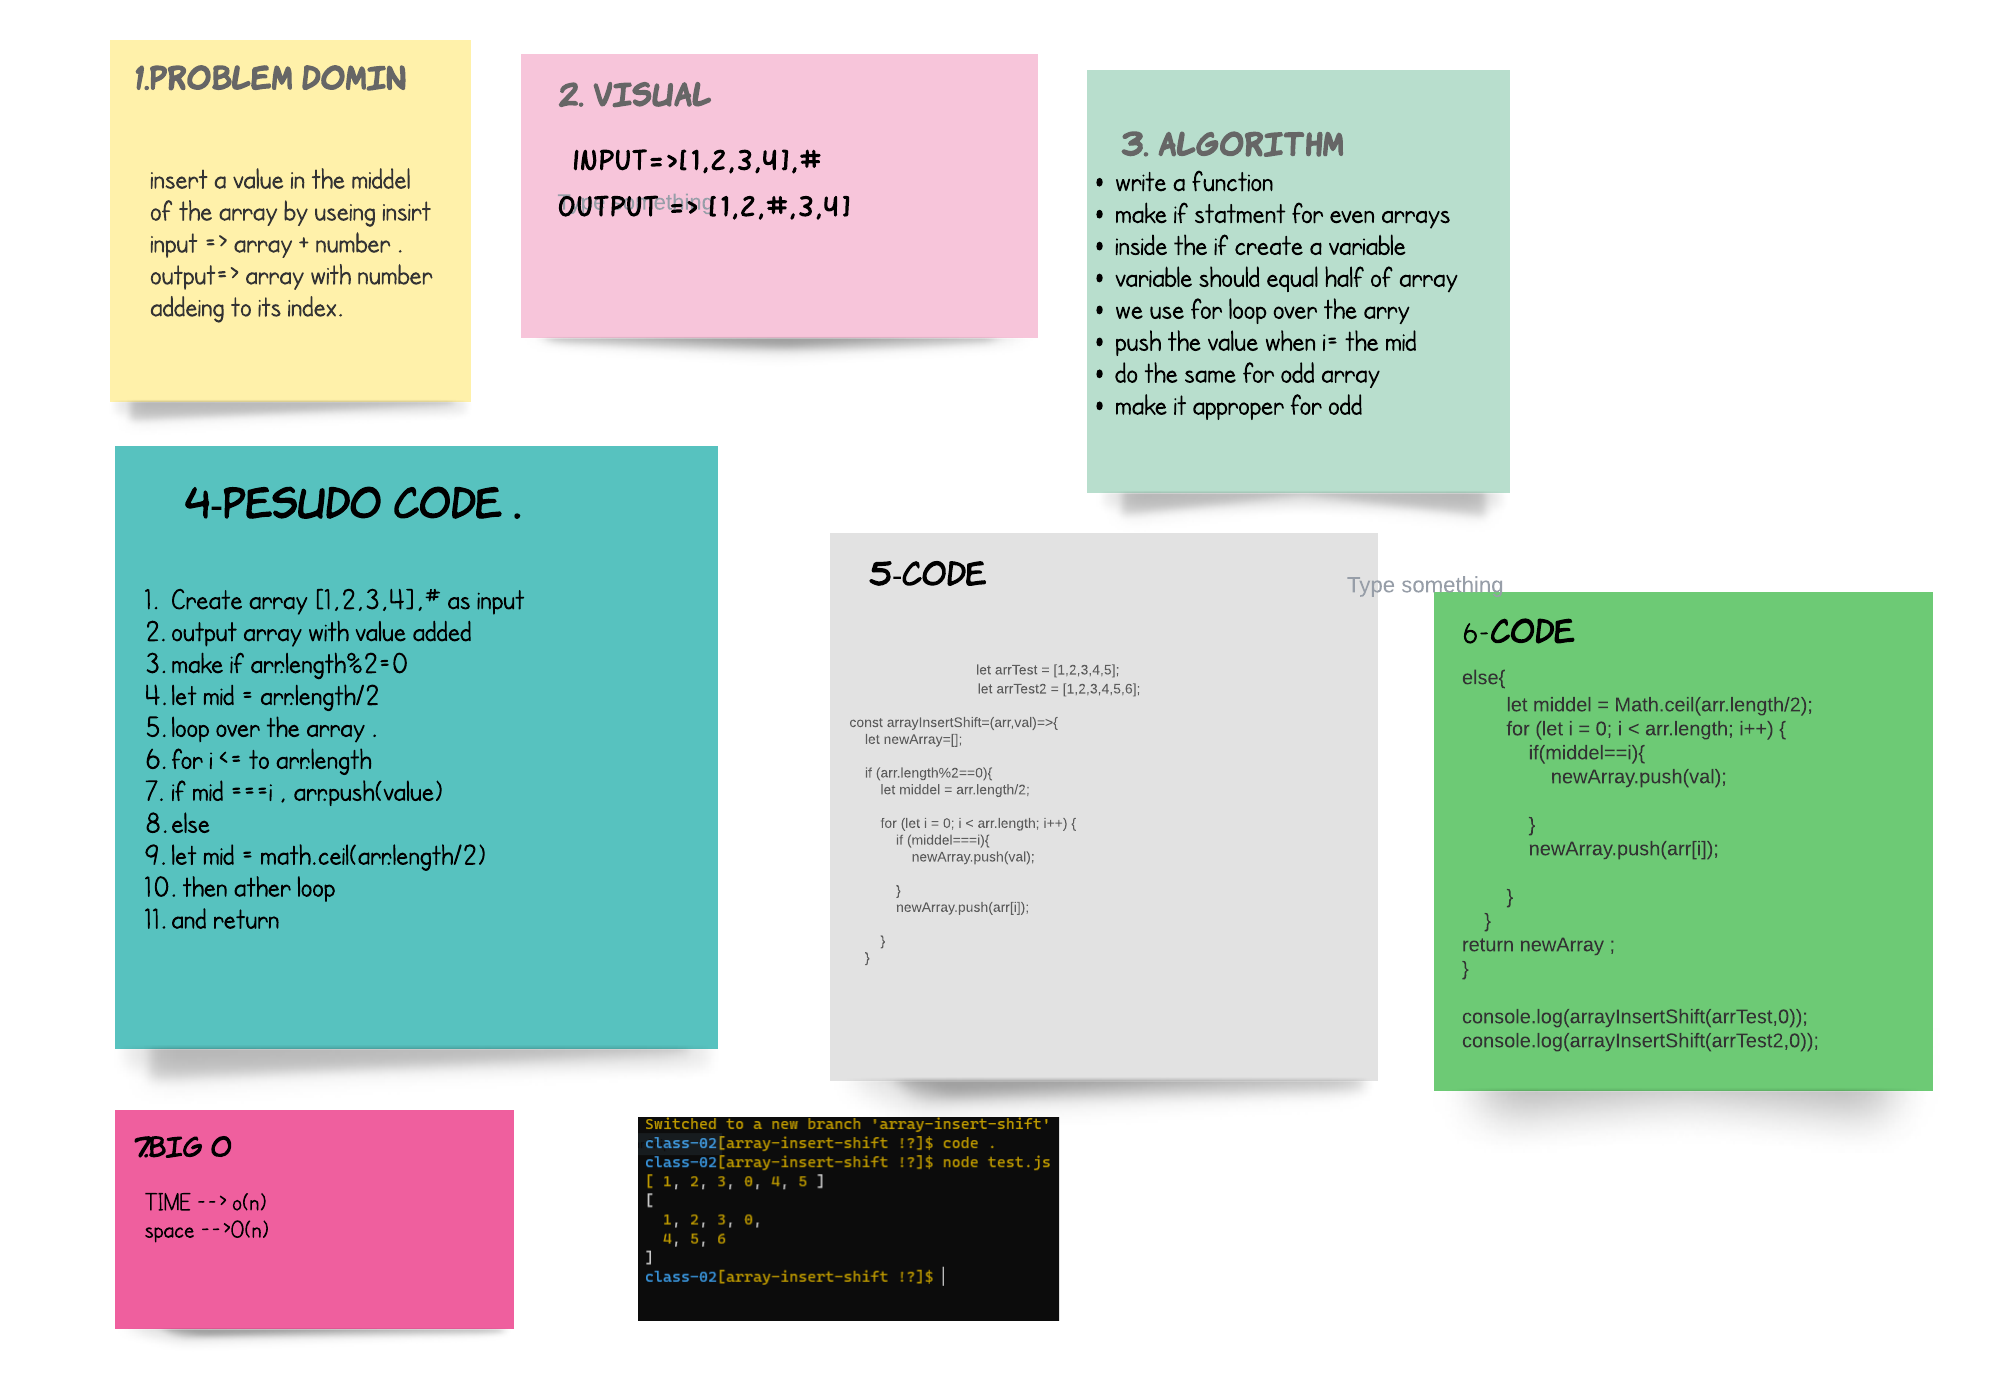 1.PROBLEM DOMIN
insert a value in the middel
of the array by useing insirt
input => array + number .
output=> array with number
addeing to its index.
2. VISUAL
INPUT=>[1,2,3,4],#
Type something
OUTPUT => [1,2,#,3,4]
3. ALGORITHM
• write a function
• make if statment for even arrays
• inside the if create a variable
• variable should equal half of array
• we use for loop over the arry
• push the value when i= the mid
• do the same for odd array
• make it approper for odd
4-PESUDO CODE .
1. Create array [1,2,3,4],# as input
2. output array with value added
3. make if arr.length%2=0
4. let mid = arr.length/2
5. loop over the array .
6. for i <= to arr.length
7. if mid ===i , arr.push(value)
8. else
9. let mid = math.ceil(arr.length/2)
10. then ather loop
11. and return
5-CODE
let arrTest = [1,2,3,4,5];
let arrTest2 = [1,2,3,4,5,6];
const arrayInsertShift=(arr,val)=>{
let newArray=[];
if (arr.length%2==0){
let middel = arr.length/2;
for (let i = 0; i < arr.length; i++) {
if (middel===i){
newArray.push(val);
}
newArray.push(arr[i]);
}
}
Type something
6-CODE
else{
let middel = Math.ceil(arr.length/2);
for (let i = 0; i < arr.length; i++) {
if(middel==i){
newArray.push(val);
}
newArray.push(arr[i]);
}
}
return newArray ;
}
console.log(arrayInsertShift(arrTest,0));
console.log(arrayInsertShift(arrTest2,0));
7.BIG O
TIME --> o(n)
space -->O(n)
Switched to a new branch 'array-insert-shift'
class-02[array-insert-shift !?]$ code .
class-02[array-insert-shift !?]$ node test.js
[ 1, 2, 3, 0, 4, 5 ]
[
1, 2, 3, 0,
4, 5, 6
]
class-02[array-insert-shift !?]$